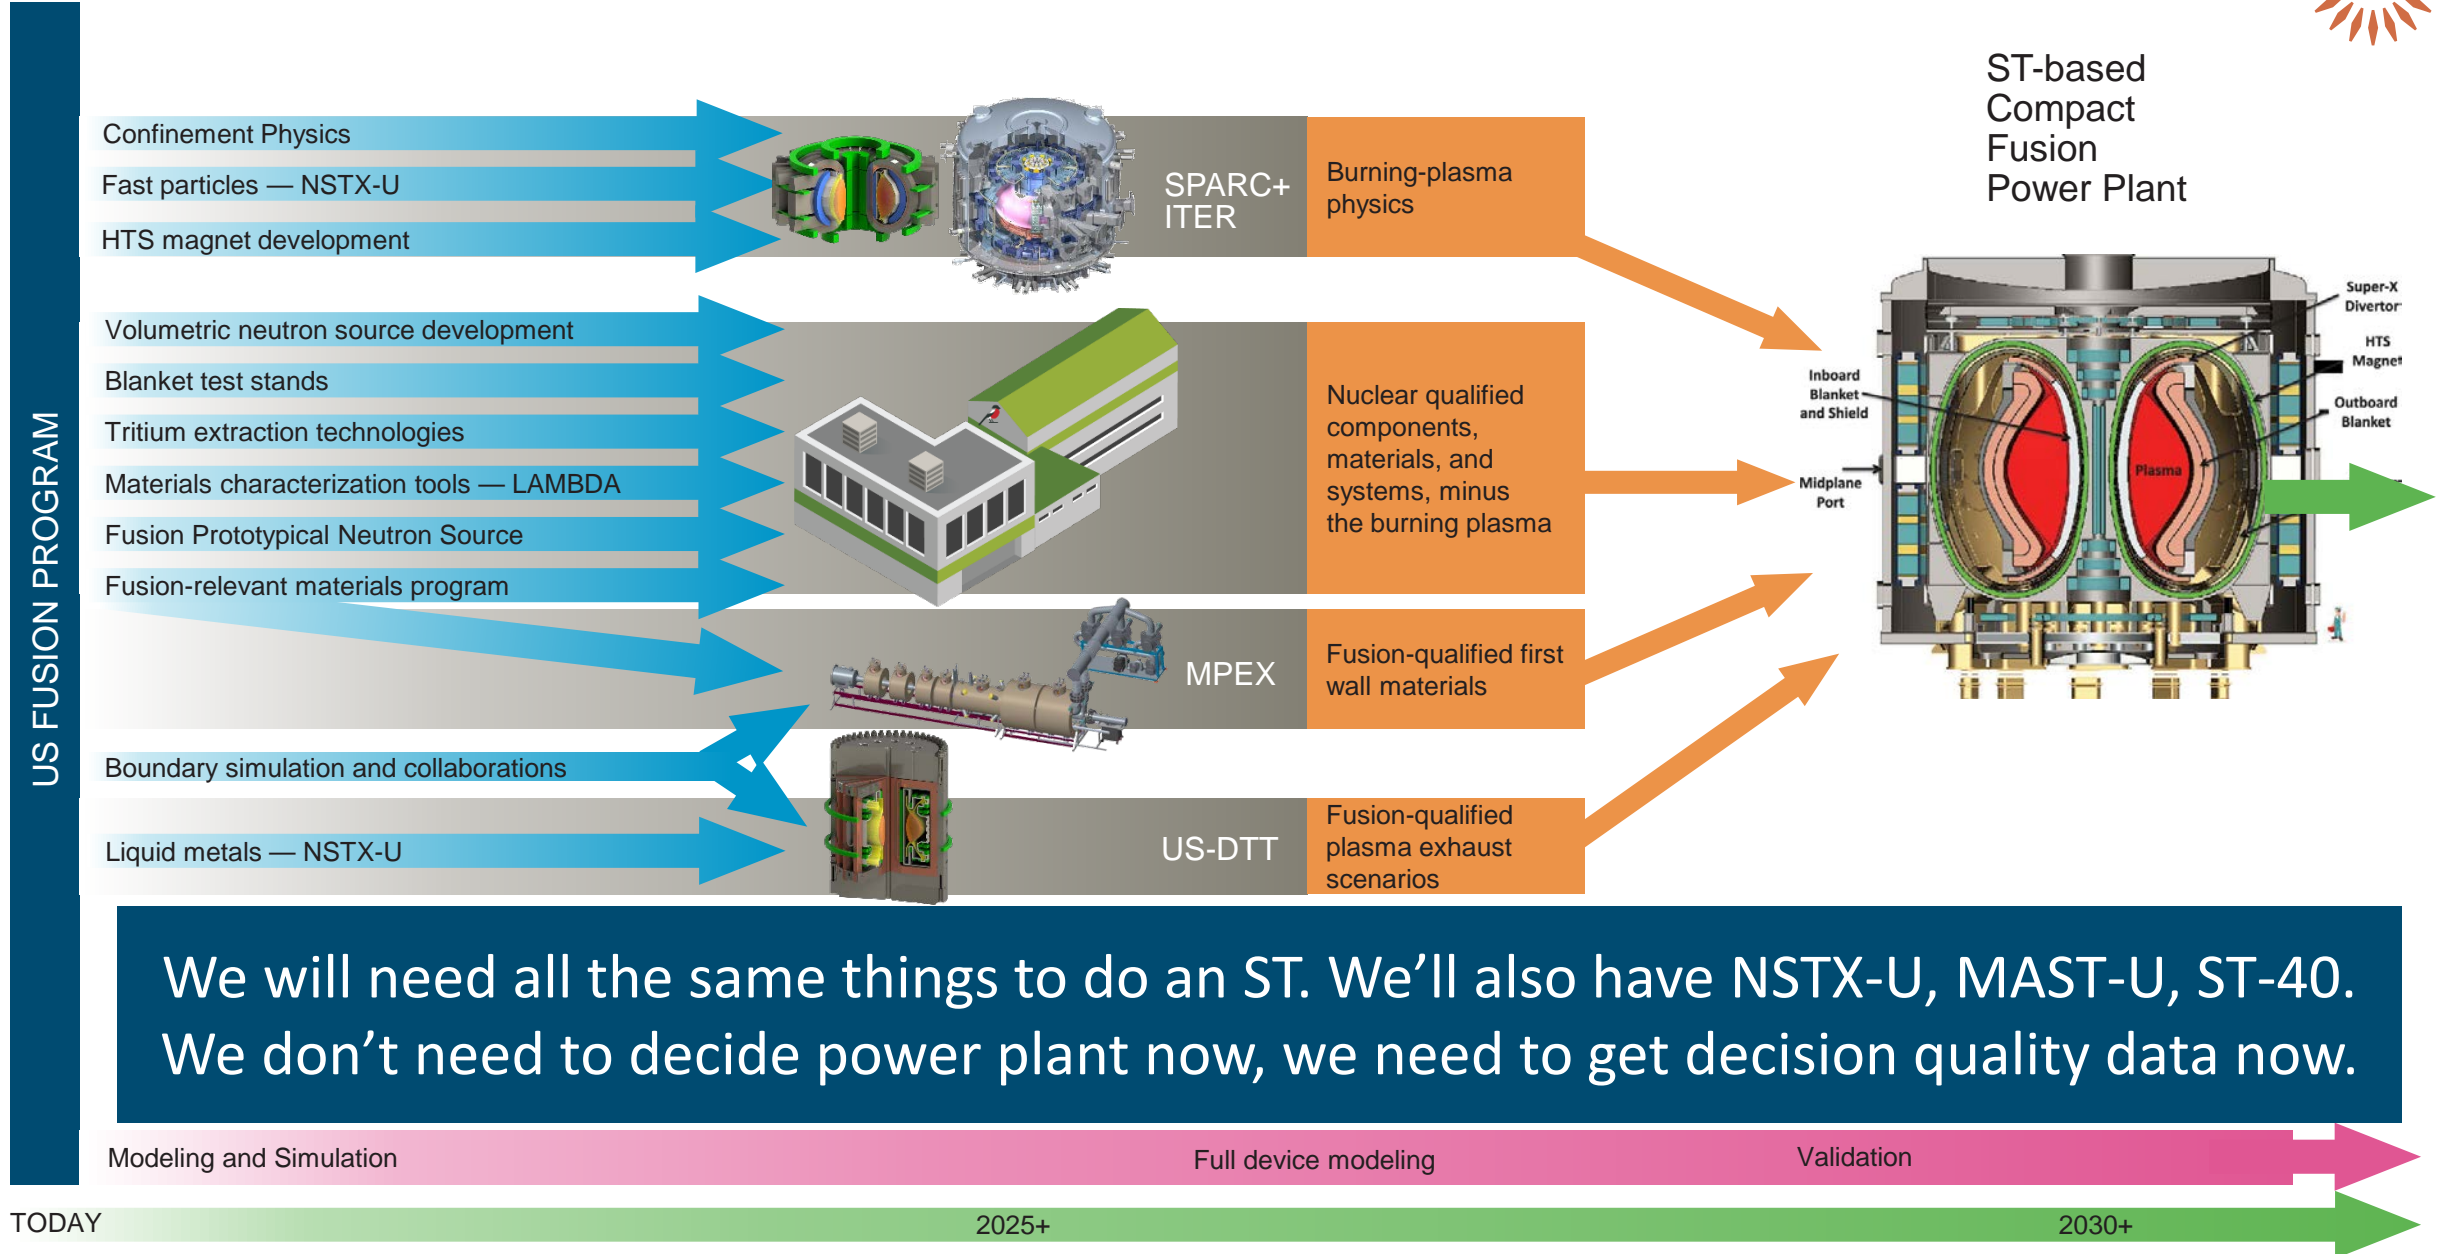 ST-based
Compact
Fusion
Power Plant
US FUSION PROGRAM
Confinement Physics
Fast particles — NSTX-U
HTS magnet development
SPARC+
ITER
Burning-plasma
physics
Volumetric neutron source development
Blanket test stands
Tritium extraction technologies
Materials characterization tools — LAMBDA
Fusion Prototypical Neutron Source
Fusion-relevant materials program
Nuclear qualified
components,
materials, and
systems, minus
the burning plasma
MPEX
Fusion-qualified first
wall materials
Boundary simulation and collaborations
Liquid metals — NSTX-U
US-DTT
Fusion-qualified
plasma exhaust
scenarios
Super-X
Divertor
HTS
Magnet
Inboard
Blanket
and Shield
Outboard
Blanket
Plasma
Midplane
Port
We will need all the same things to do an ST. We’ll also have NSTX-U, MAST-U, ST-40.
We don’t need to decide power plant now, we need to get decision quality data now.
Modeling and Simulation
Full device modeling
Validation
TODAY
2025+
2030+